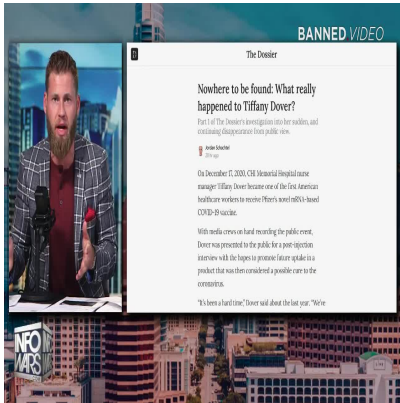 BANNED VIDEO
The Dossier
Nowhere to be found: What really
happened to Tiffany Dover?
Part 1 of The Dossier's investigation into her sudden, and
continuing disappearance from public view.
Jordan Schachtel
On December 17, 2020, CHI Memorial Hospital nurse
manager Tiffany Dover became one of the first American
healthcare workers to receive Pfizer's novel mRNA-based
COVID-19 vaccine.
With media crews on hand recording the public event,
Dover was presented to the public for a post-injection
interview with the hopes to promote future uptake in a
product that was then considered a possible cure to the
coronavirus.
"It's been a hard time," Dover said about the last year. "We've
INFO
WARS